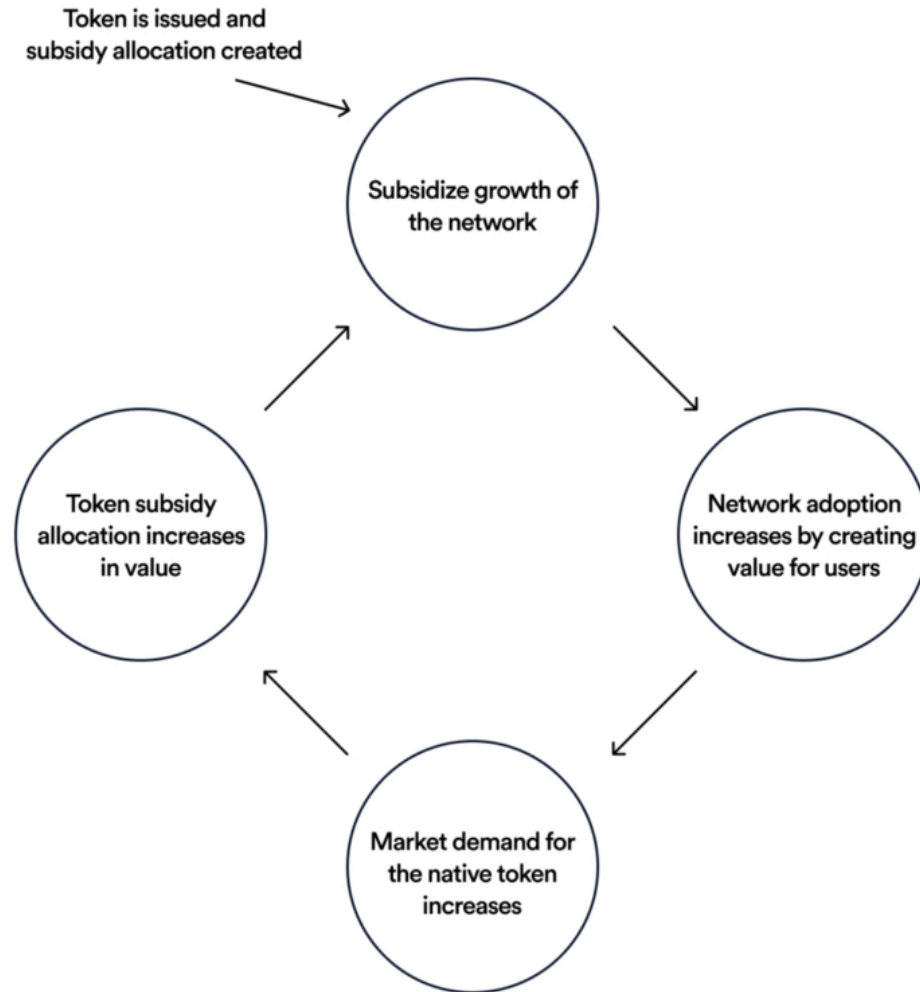 Token is issued and
subsidy allocation created
Subsidize growth of
the network
Network adoption
increases by creating
value for users
Market demand for
the native token
increases
Token subsidy
allocation increases
in value